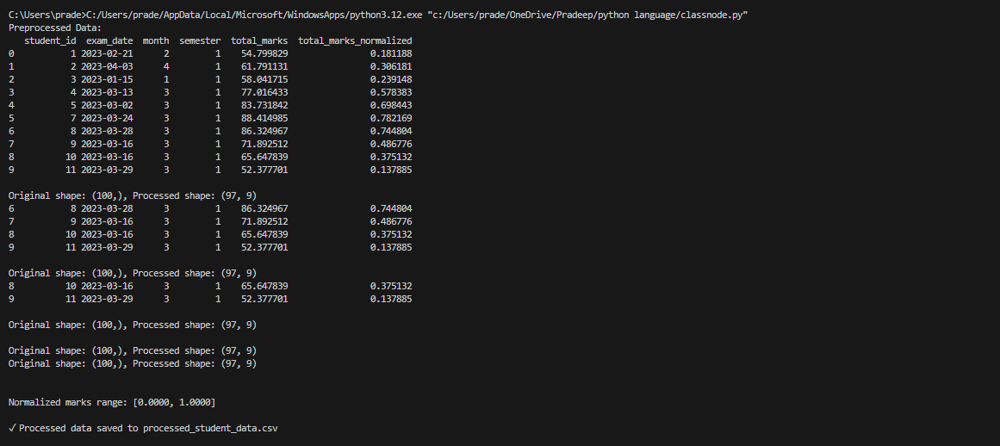 C:\Users\prade>C:/Users/prade/AppData/Local/Microsoft/WindowsApps/python3.12.exe "c:/Users/prade/OneDrive/Pradeep/python language/classnode.py"
Preprocessed Data:
   student_id  exam_date  month  semester  total_marks  total_marks_normalized
0           1 2023-02-21      2         1    54.799829                0.181188
1           2 2023-04-03      4         1    61.791131                0.306181
2           3 2023-01-15      1         1    58.041715                0.239148
3           4 2023-03-13      3         1    77.016433                0.578383
4           5 2023-03-02      3         1    83.731842                0.698443
5           7 2023-03-24      3         1    88.414985                0.782169
6           8 2023-03-28      3         1    86.324967                0.744804
7           9 2023-03-16      3         1    71.892512                0.486776
8          10 2023-03-16      3         1    65.647839                0.375132
9          11 2023-03-29      3         1    52.377701                0.137885
Original shape: (100,), Processed shape: (97, 9)
6           8 2023-03-28      3         1    86.324967                0.744804
7           9 2023-03-16      3         1    71.892512                0.486776
8          10 2023-03-16      3         1    65.647839                0.375132
9          11 2023-03-29      3         1    52.377701                0.137885
Original shape: (100,), Processed shape: (97, 9)
8          10 2023-03-16      3         1    65.647839                0.375132
9          11 2023-03-29      3         1    52.377701                0.137885
Original shape: (100,), Processed shape: (97, 9)
Original shape: (100,), Processed shape: (97, 9)
Original shape: (100,), Processed shape: (97, 9)
Normalized marks range: [0.0000, 1.0000]
✓ Processed data saved to processed_student_data.csv